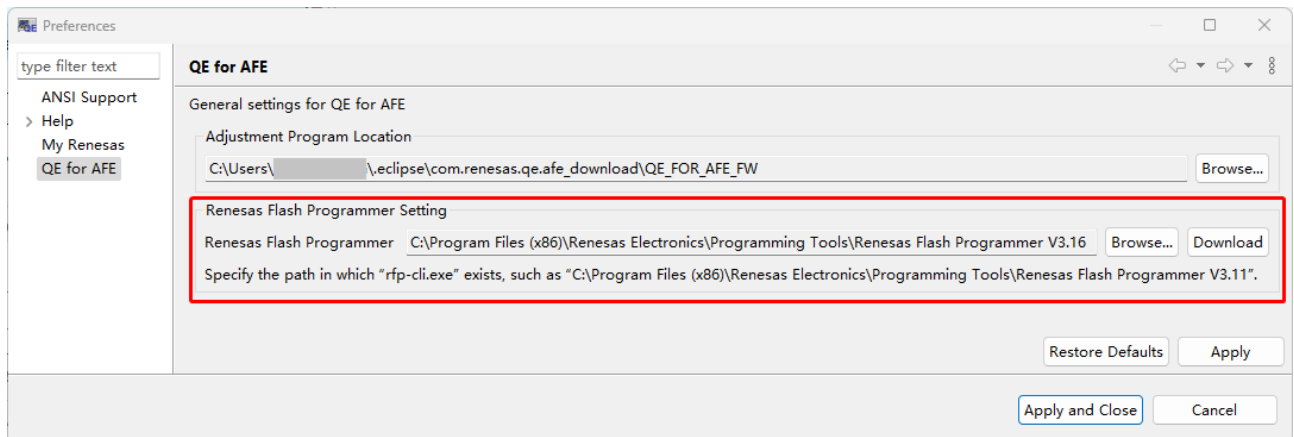 QE Preferences
type filter text
ANSI Support
Help
My Renesas
QE for AFE
QE for AFE
General settings for QE for AFE
Adjustment Program Location
C:\Users\ \.eclipse\com.renesas.qe.afe_download\QE_FOR_AFE_FW Browse...
Renesas Flash Programmer Setting
Renesas Flash Programmer C:\Program Files (x86)\Renesas Electronics\Programming Tools\Renesas Flash Programmer V3.16 Browse... Download
Specify the path in which “rfp-cli.exe” exists, such as “C:\Program Files (x86)\Renesas Electronics\Programming Tools\Renesas Flash Programmer V3.11”.
Restore Defaults Apply
Apply and Close Cancel